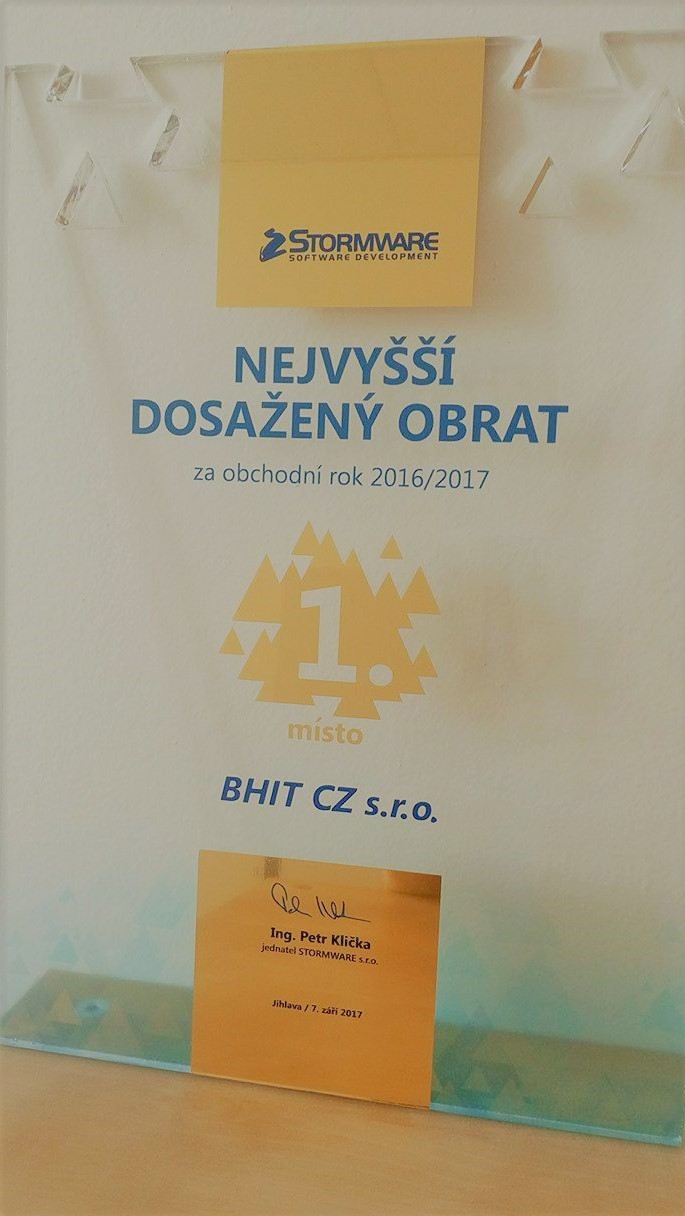 STORMWARE
SOFTWARE DEVELOPMENT
NEJVYŠŠÍ
DOSAŽENÝ OBRAT
za obchodní rok 2016/2017
1.
místo
BHIT CZ s.r.o.
Ing. Petr Klička
jednatel STORMWARE s.r.o.
Jihlava / 7. září 2017